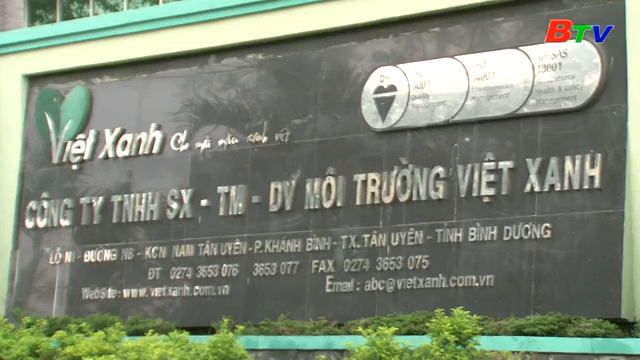 BTV
Việt Xanh
CÔNG TY TNHH SX - TM - DV MÔI TRƯỜNG VIỆT XANH
- ĐƯỜNG N8 - KCN NAM TÂN UYÊN - P.KHÁNH BÌNH - TX.TÂN UYÊN - TỈNH BÌNH DƯƠNG
ĐT 0274 3653 076 3653 077 FAX 0274 3653 075
WebSite : www.vietxanh.com.vn Email : abc@vietxanh.com.vn